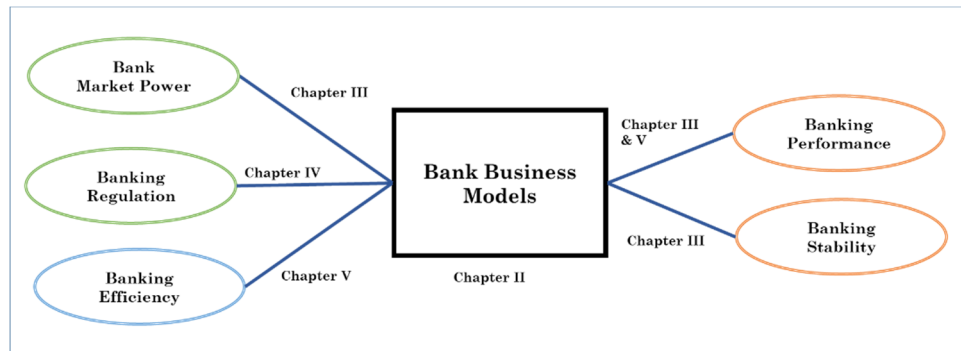 Bank
Market Power
Chapter III
Banking
Regulation
Chapter IV
Banking
Efficiency
Chapter V
Bank Business
Models
Chapter II
Chapter III
& V
Banking
Performance
Chapter III
Banking
Stability